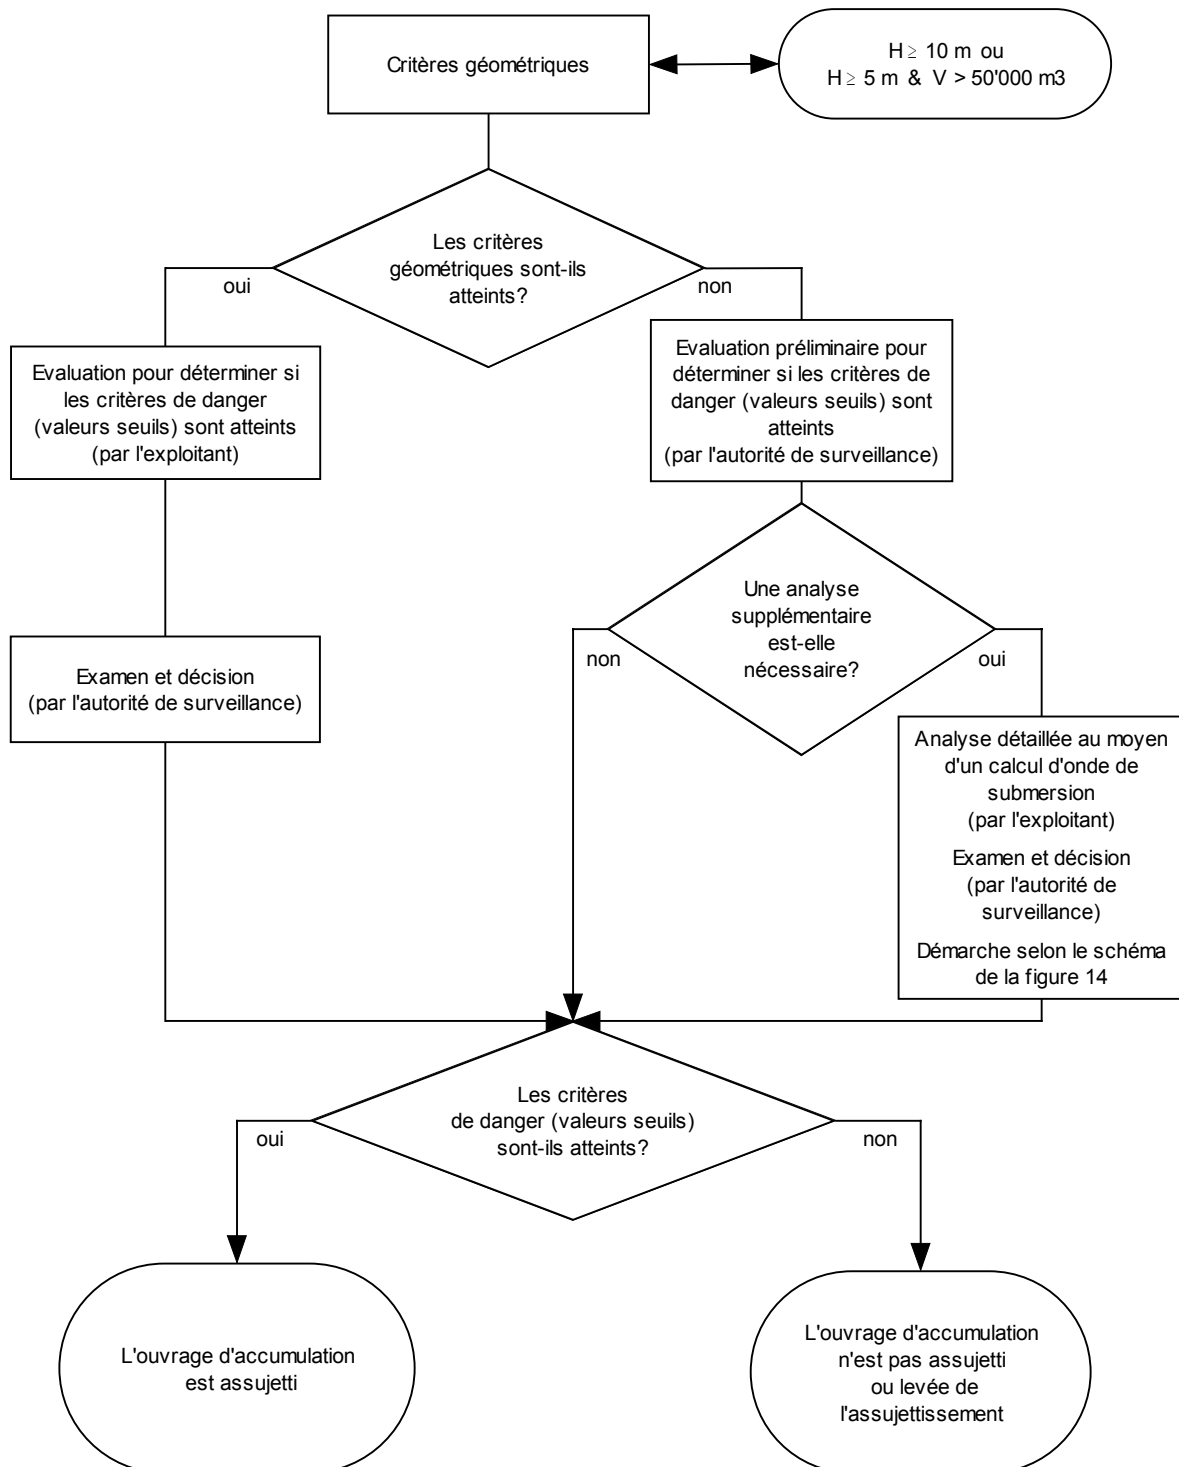 Critères géométriques
H ≥ 10 m ou
H ≥ 5 m & V > 50'000 m3
Les critères
géométriques sont-ils
atteints?
oui
non
Evaluation pour déterminer si
les critères de danger
(valeurs seuils) sont atteints
(par l'exploitant)
Evaluation préliminaire pour
déterminer si les critères de
danger (valeurs seuils) sont
atteints
(par l'autorité de surveillance)
Une analyse
supplémentaire
est-elle
nécessaire?
non
oui
Examen et décision
(par l'autorité de surveillance)
Analyse détaillée au moyen
d'un calcul d'onde de
submersion
(par l'exploitant)
Examen et décision
(par l'autorité de
surveillance)
Démarche selon le schéma
de la figure 14
Les critères
de danger (valeurs seuils)
sont-ils atteints?
oui
non
L'ouvrage d'accumulation
est assujetti
L'ouvrage d'accumulation
n'est pas assujetti
ou levée de
l'assujettissement